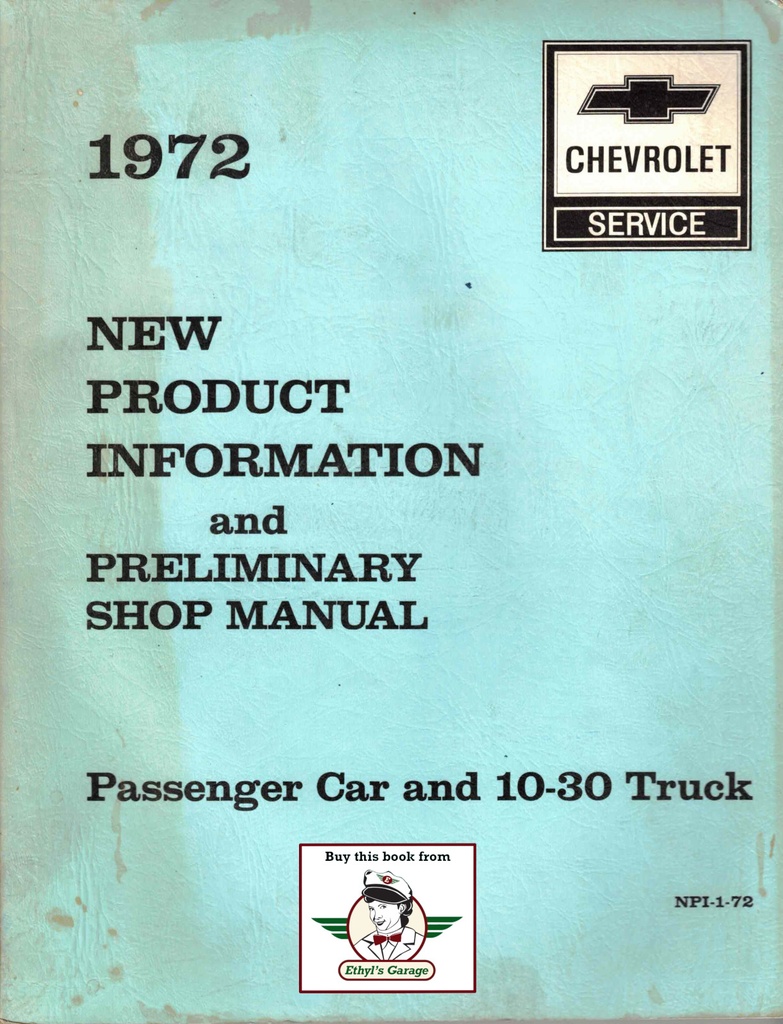 1972
CHEVROLET
SERVICE
NEW
PRODUCT
INFORMATION
and
PRELIMINARY
SHOP MANUAL
Passenger Car and 10-30 Truck
Buy this book from
E
Ethyl's Garage
NPI-1-72